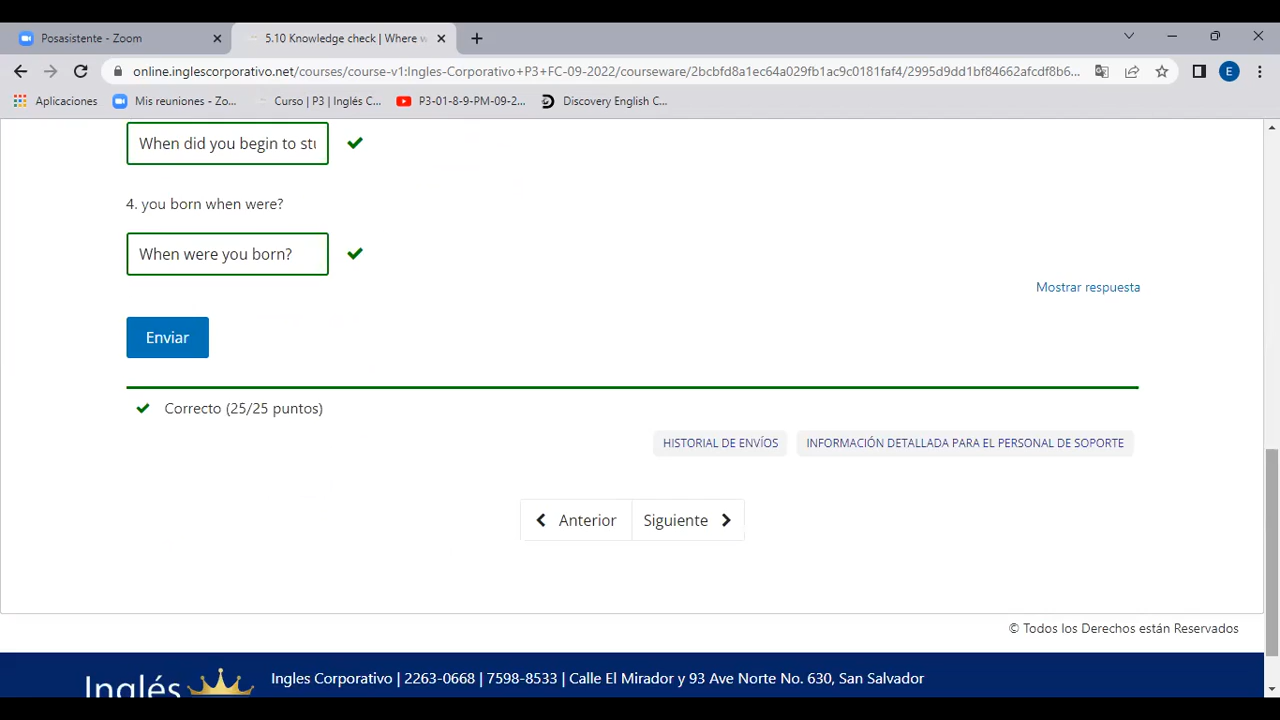 Posasistente - Zoom
5.10 Knowledge check | Where w
online.inglescorporativo.net/courses/course-v1:Ingles-Corporativo+P3+FC-09-2022/courseware/2bcbfd8a1ec64a029fb1ac9c0181faf4/2995d9dd1bf84662afcdf8b6...
E
Aplicaciones
Mis reuniones - Zo...
Curso | P3 | Inglés C...
P3-01-8-9-PM-09-2...
Discovery English C...
When did you begin to stu
4. you born when were?
When were you born?
Mostrar respuesta
Enviar
Correcto (25/25 puntos)
HISTORIAL DE ENVÍOS
INFORMACIÓN DETALLADA PARA EL PERSONAL DE SOPORTE
Anterior
Siguiente
© Todos los Derechos están Reservados
Inglés
Ingles Corporativo | 2263-0668 | 7598-8533 | Calle El Mirador y 93 Ave Norte No. 630, San Salvador